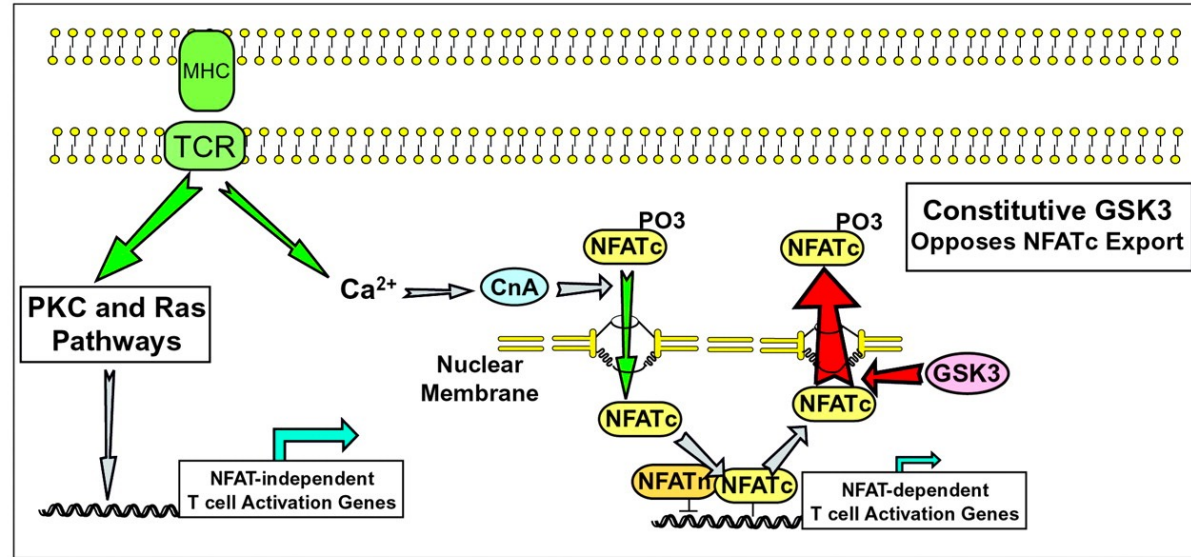 MHC
TCR
Constitutive GSK3
Opposes NFATc Export
PO3
NFATc
PO3
NFATc
PKC and Ras
Pathways
Ca²⁺
CnA
Nuclear
Membrane
GSK3
NFATc
NFATc
NFATn
NFATc
NFAT-independent
T cell Activation Genes
NFAT-dependent
T cell Activation Genes